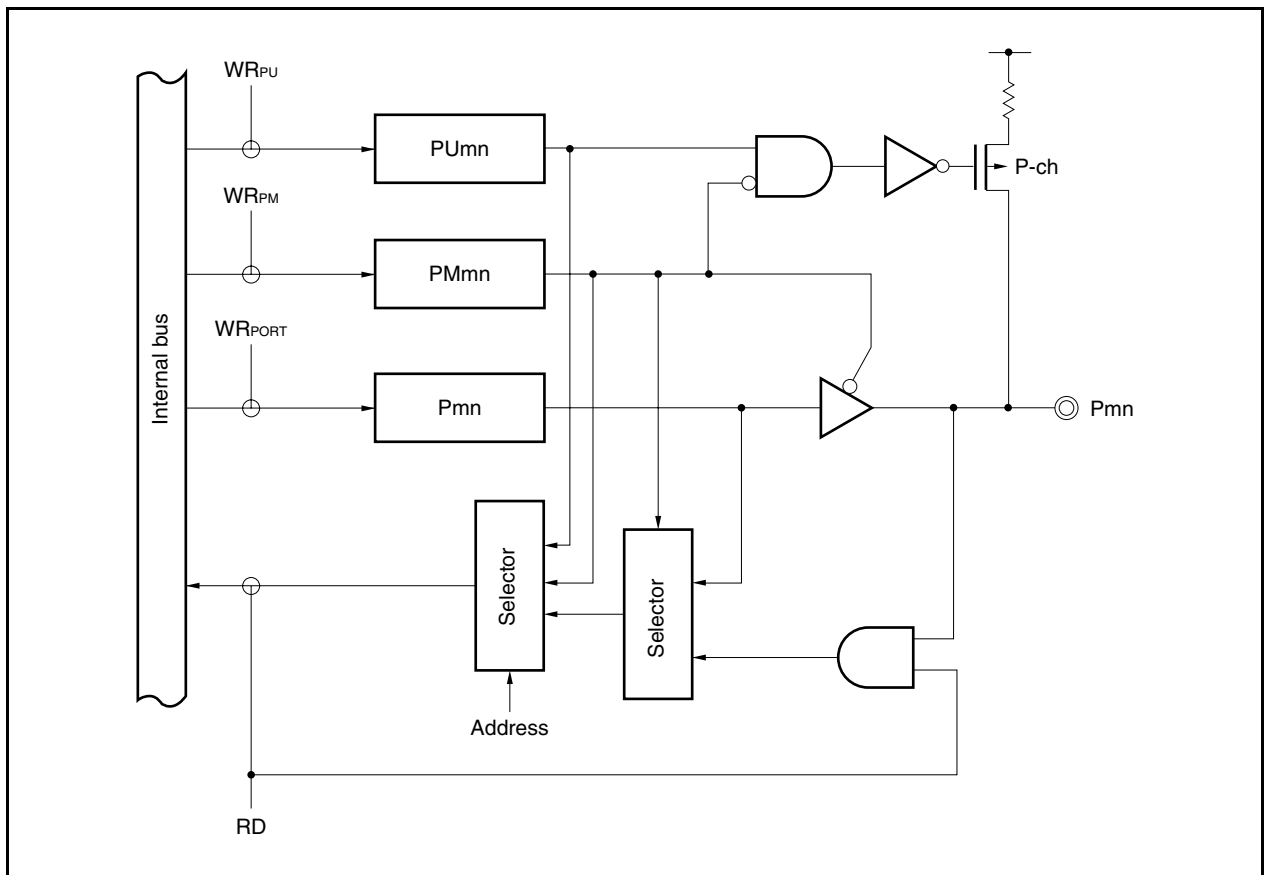 WRPU
PUmn
P-ch
WRPM
PMmn
WRPORT
Internal bus
Pmn
Pmn
Selector
Selector
Address
RD